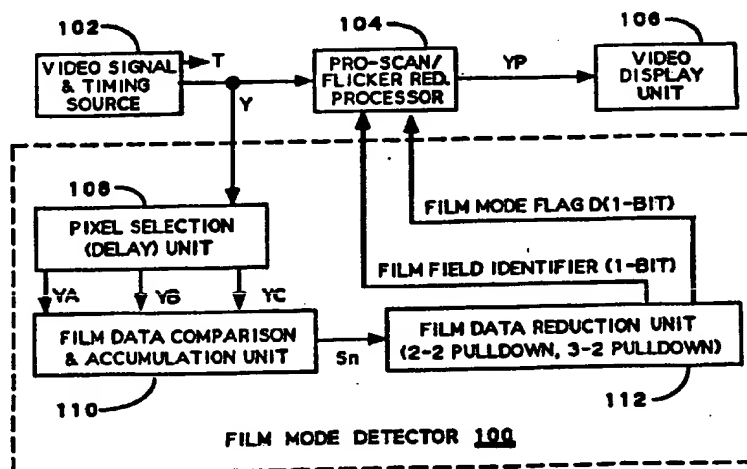 102
104
106
VIDEO SIGNAL
& TIMING
SOURCE
T
Y
PRO-SCAN/
FLICKER RED.
PROCESSOR
YP
VIDEO
DISPLAY
UNIT
108
PIXEL SELECTION
(DELAY) UNIT
FILM MODE FLAG D(1-BIT)
FILM FIELD IDENTIFIER (1-BIT)
YA
YB
YC
FILM DATA COMPARISON
& ACCUMULATION UNIT
Sn
FILM DATA REDUCTION UNIT
(2-2 PULLDOWN, 3-2 PULLDOWN)
110
112
FILM MODE DETECTOR 100